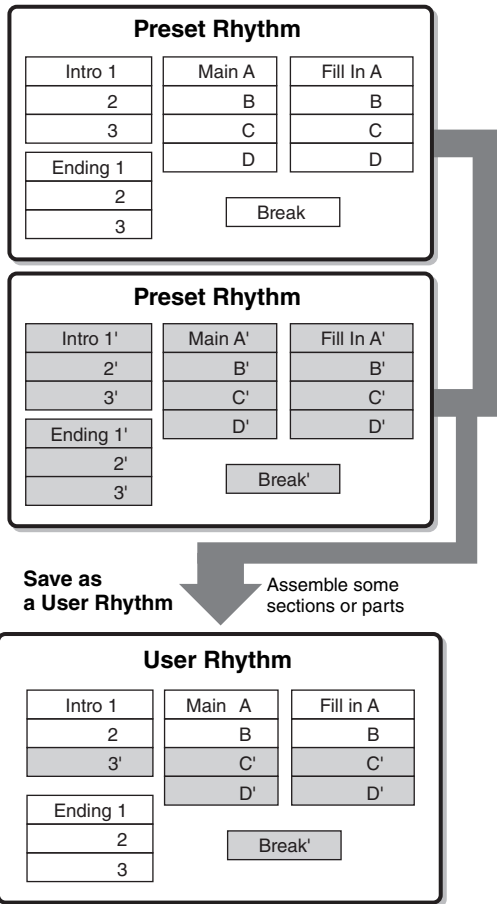 Preset Rhythm
Intro 1
2
3
Ending 1
2
3
Main A
B
C
D
Fill In A
B
C
D
Break
Preset Rhythm
Intro 1'
2'
3'
Ending 1'
2'
3'
Main A'
B'
C'
D'
Fill In A'
B'
C'
D'
Break'
Save as
a User Rhythm
Assemble some
sections or parts
User Rhythm
Intro 1
2
3'
Ending 1
2
3
Main A
B
C'
D'
Fill in A
B
C'
D'
Break'